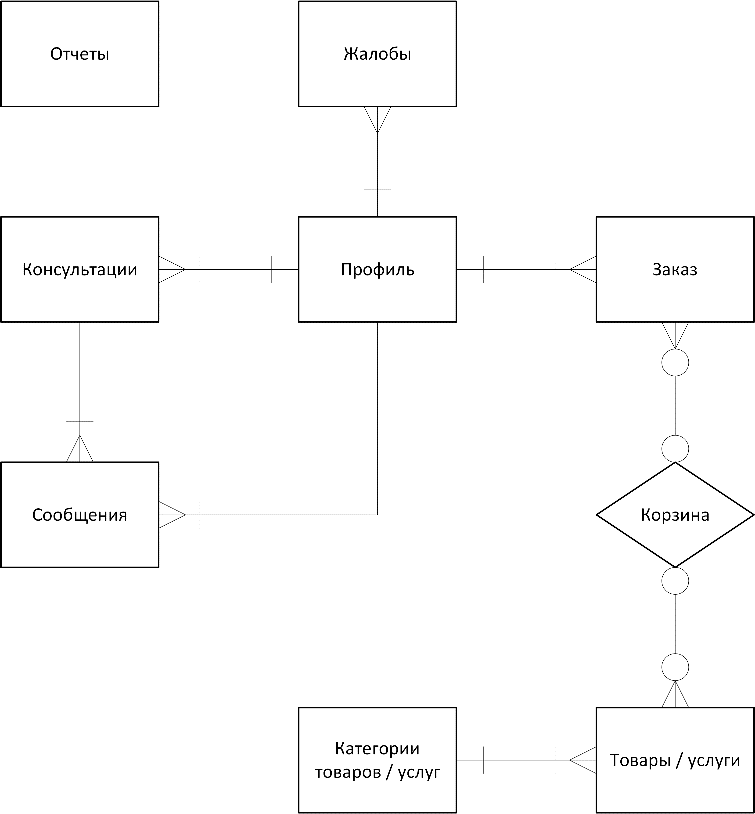 Отчеты
Жалобы
Консультации
Профиль
Заказ
Сообщения
Корзина
Категории
товаров / услуг
Товары / услуги